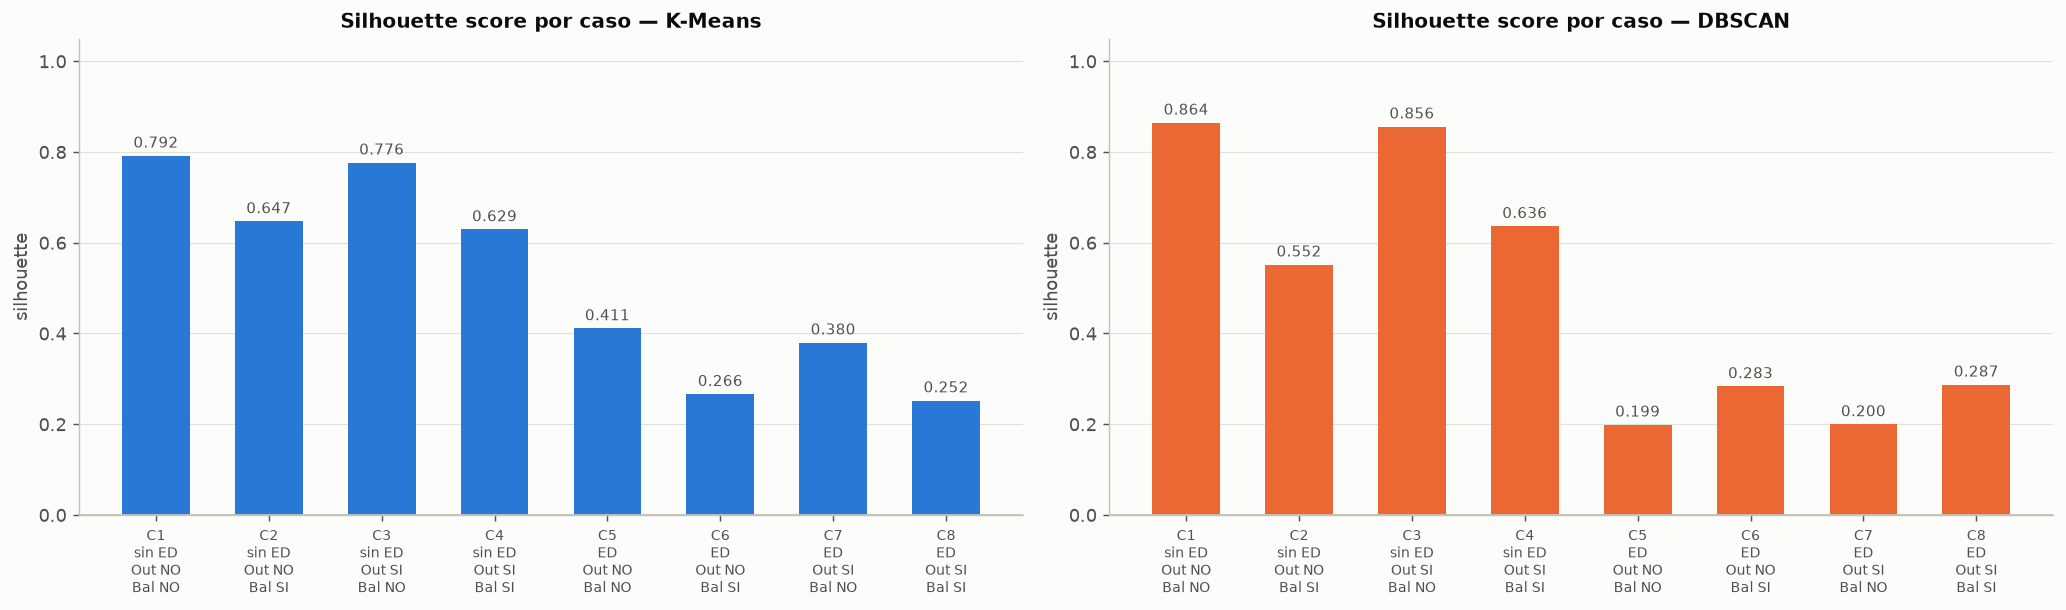 Silhouette score por caso — K-Means
silhouette
1.0
0.8
0.6
0.4
0.2
0.0
0.792
0.647
0.776
0.629
0.411
0.266
0.380
0.252
C1 C2 C3 C4 C5 C6 C7 C8
sin ED sin ED sin ED sin ED ED ED ED ED
Out NO Out NO Out SI Out SI Out NO Out NO Out SI Out SI
Bal NO Bal SI Bal NO Bal SI Bal NO Bal SI Bal NO Bal SI
Silhouette score por caso — DBSCAN
silhouette
1.0
0.8
0.6
0.4
0.2
0.0
0.864
0.552
0.856
0.636
0.199
0.283
0.200
0.287
C1 C2 C3 C4 C5 C6 C7 C8
sin ED sin ED sin ED sin ED ED ED ED ED
Out NO Out NO Out SI Out SI Out NO Out NO Out SI Out SI
Bal NO Bal SI Bal NO Bal SI Bal NO Bal SI Bal NO Bal SI